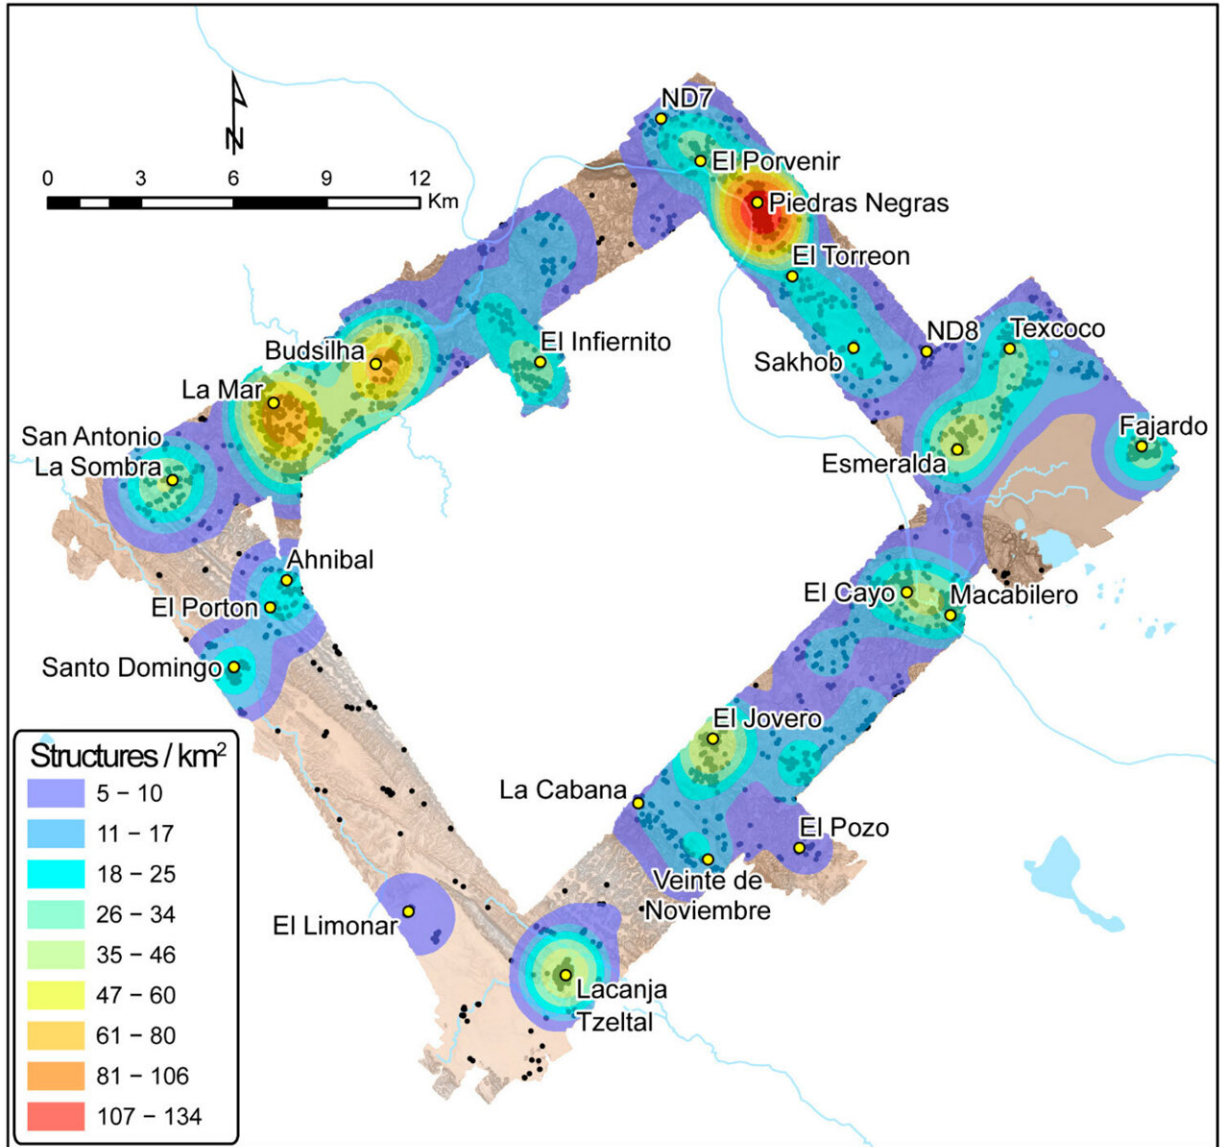 ND7
El Porvenir
N
0 3 6 9 12
Km
Piedras Negras
El Torreon
ND8
Texcoco
Budsilha
El Infiernito
Sakhob
La Mar
San Antonio
La Sombra
Fajardo
Esmeralda
Ahnibal
El Cayo
Macabilero
El Porton
Santo Domingo
El Jovero
La Cabana
El Pozo
Veinte de
Noviembre
El Limonar
Lacanja
Tzeltal
Structures / km²
5 – 10
11 – 17
18 – 25
26 – 34
35 – 46
47 – 60
61 – 80
81 – 106
107 – 134